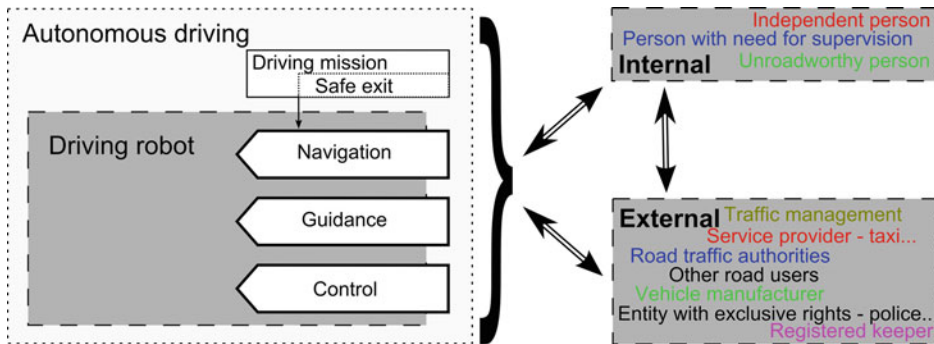 Autonomous driving
Driving mission
Safe exit
Driving robot
Navigation
Guidance
Control
Independent person
Person with need for supervision
Internal Unroadworthy person
External Traffic management
Service provider - taxi...
Road traffic authorities
Other road users
Vehicle manufacturer
Entity with exclusive rights - police..
Registered keeper